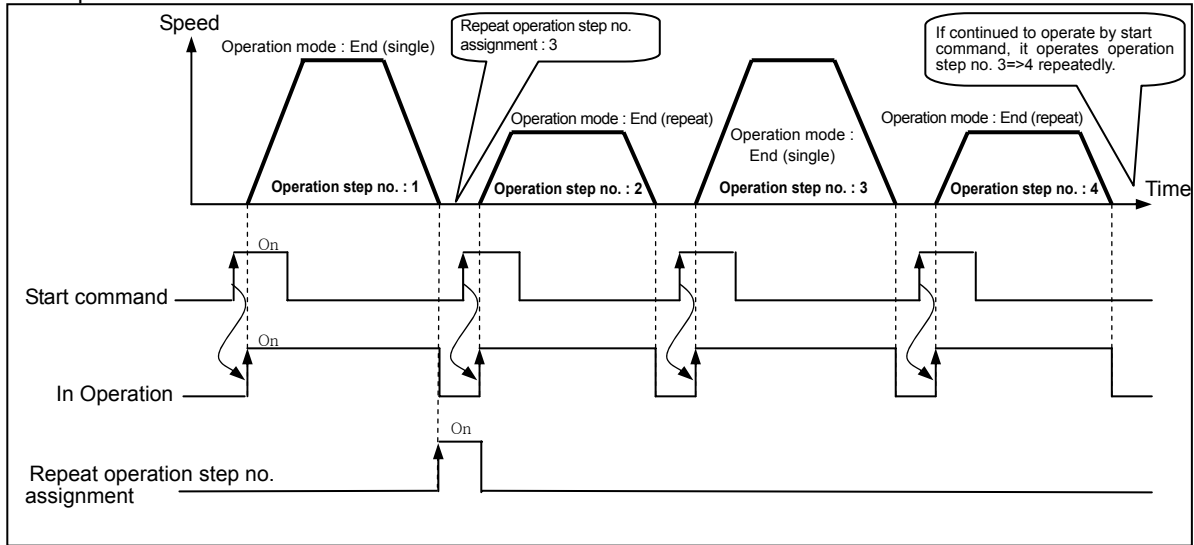 Speed
Operation mode : End (single)
Repeat operation step no.
assignment : 3
If continued to operate by start
command, it operates operation
step no. 3=>4 repeatedly.
Operation mode : End (repeat)
Operation mode :
End (single)
Operation mode : End (repeat)
Operation step no. : 1
Operation step no. : 2
Operation step no. : 3
Operation step no. : 4
Time
On
Start command
On
In Operation
On
Repeat operation step no.
assignment